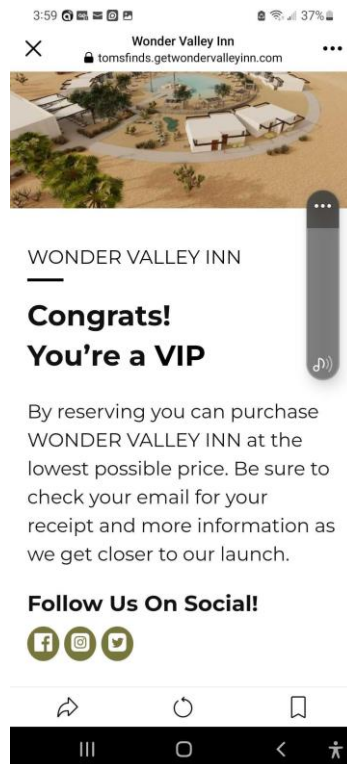 3:59
37%
Wonder Valley Inn
tomsfinds.getwondervalleyinn.com
WONDER VALLEY INN
Congrats!
You're a VIP
By reserving you can purchase
WONDER VALLEY INN at the
lowest possible price. Be sure to
check your email for your
receipt and more information as
we get closer to our launch.
Follow Us On Social!